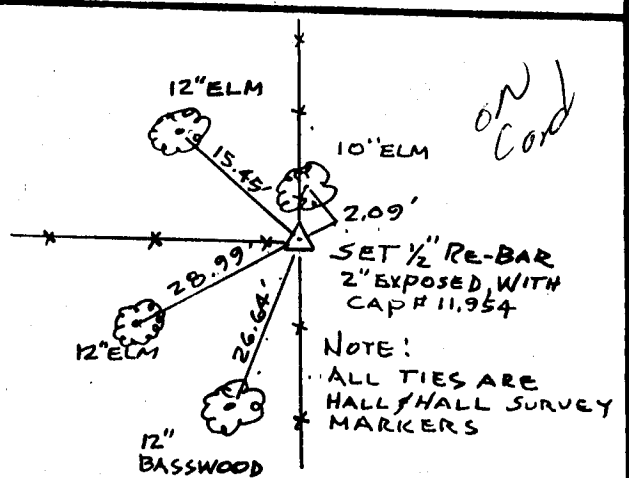 12" ELM
ON
Card
10" ELM
15.45'
2.09'
SET 1/2" RE-BAR
2" EXPOSED, WITH
CAP # 11,954
28.99'
26.64'
12" ELM
NOTE:
ALL TIES ARE
HALL & HALL SURVEY
MARKERS
12"
BASSWOOD